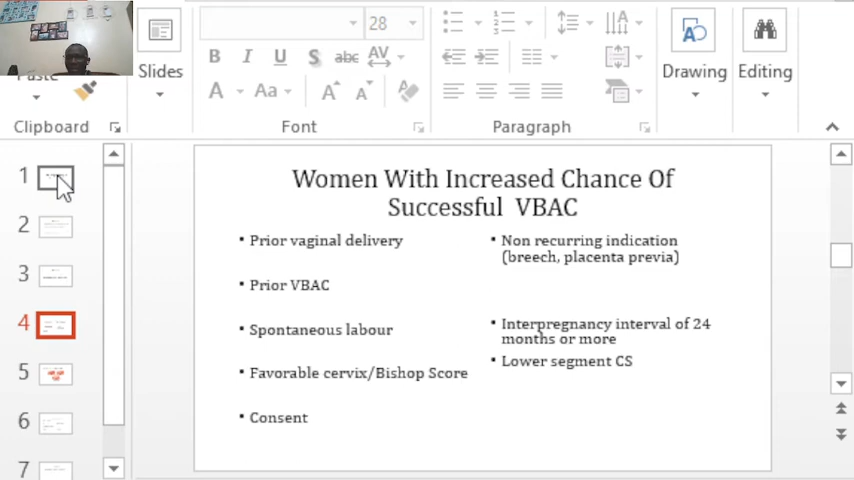 28
B I U S abc AV
A Aa A A
Paste
Slides
Drawing
Editing
Clipboard
Font
Paragraph
1
2
3
4
5
6
7
Women With Increased Chance Of
Successful VBAC
▪ Prior vaginal delivery
▪ Prior VBAC
▪ Spontaneous labour
▪ Favorable cervix/Bishop Score
▪ Consent
▪ Non recurring indication
(breech, placenta previa)
▪ Interpregnancy interval of 24
months or more
▪ Lower segment CS